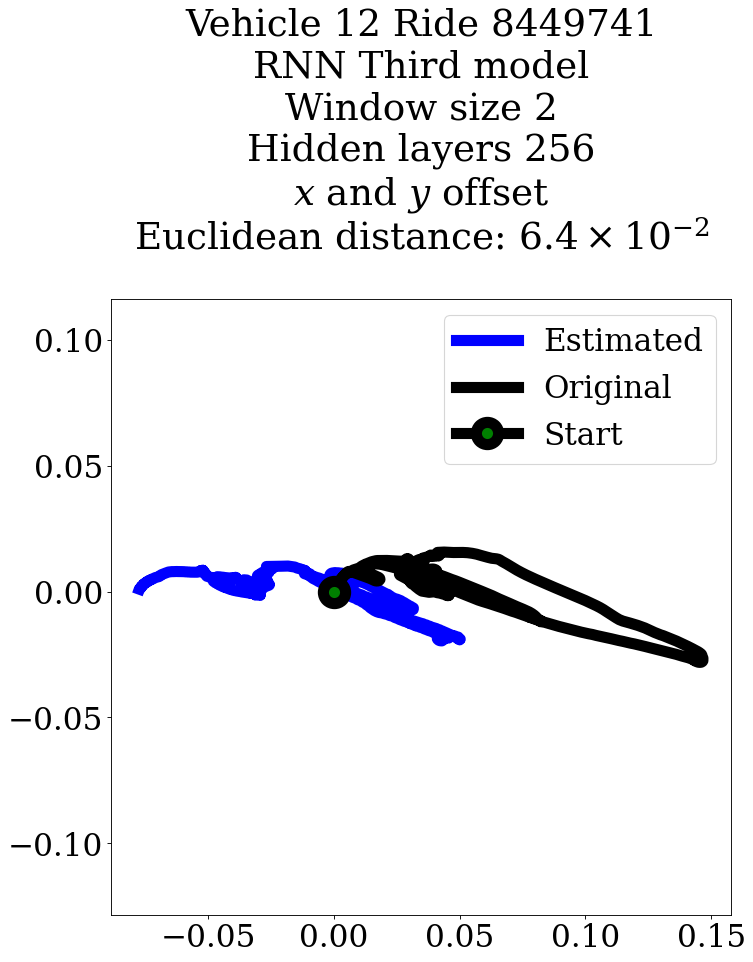 Vehicle 12 Ride 8449741
RNN Third model
Window size 2
Hidden layers 256
x and y offset
Euclidean distance: 6.4 × 10⁻²
Estimated
Original
Start
0.10
0.05
0.00
−0.05
−0.10
−0.05 0.00 0.05 0.10 0.15